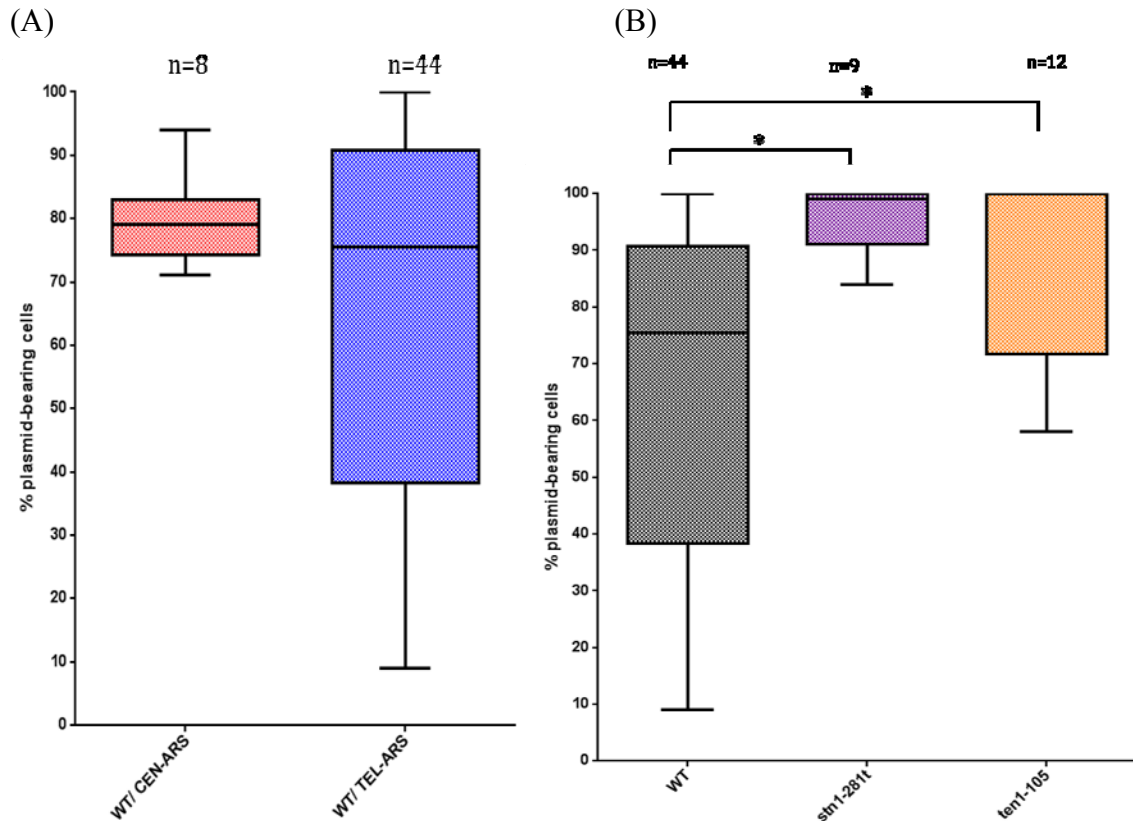 (A)
n=8 n=44
100
90
80
70
60
50
40
30
20
10
0
% plasmid-bearing cells
WT/ CEN-ARS
WT/ TEL-ARS
(B)
n=44 n=9 n=12
*
*
100
90
80
70
60
50
40
30
20
10
0
% plasmid-bearing cells
WT
stn1-281t
ten1-105